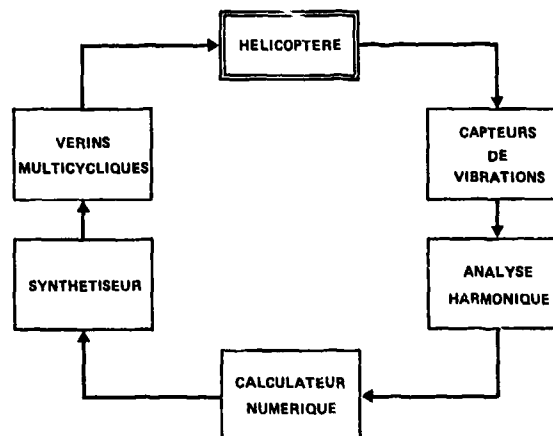 HELICOPTERE
VERINS
MULTICYCLIQUES
CAPTEURS
DE
VIBRATIONS
SYNTHETISEUR
ANALYSE
HARMONIQUE
CALCULATEUR
NUMERIQUE